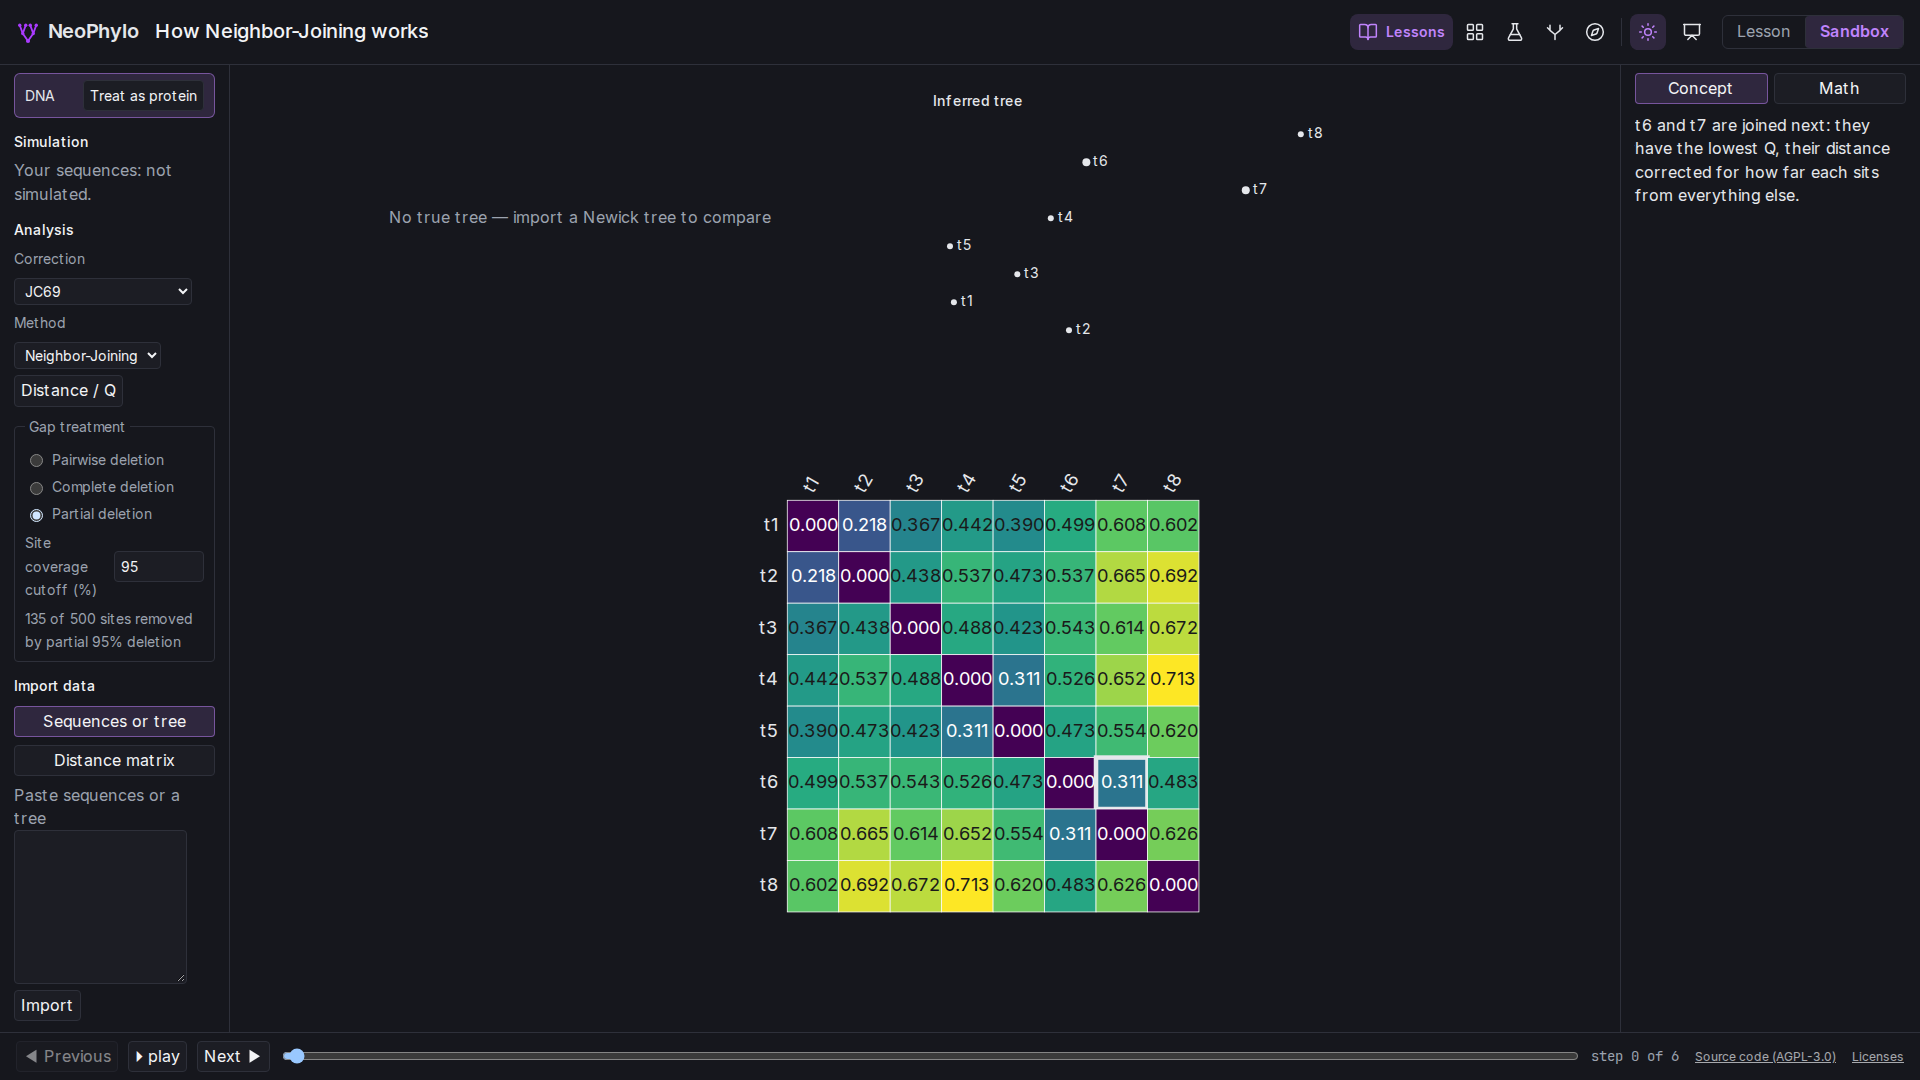 NeoPhylo How Neighbor-Joining works
Lessons
Lesson Sandbox
DNA Treat as protein
Simulation
Your sequences: not
simulated.
Analysis
Correction
JC69
Method
Neighbor-Joining
Distance / Q
Gap treatment
Pairwise deletion
Complete deletion
Partial deletion
Site
coverage
cutoff (%)
95
135 of 500 sites removed
by partial 95% deletion
Import data
Sequences or tree
Distance matrix
Paste sequences or a
tree
Import
Inferred tree
t8
t6
t7
No true tree — import a Newick tree to compare
t4
t5
t3
t1
t2
t1 t2 t3 t4 t5 t6 t7 t8
t1 0.000 0.218 0.367 0.442 0.390 0.499 0.608 0.602
t2 0.218 0.000 0.438 0.537 0.473 0.537 0.665 0.692
t3 0.367 0.438 0.000 0.488 0.423 0.543 0.614 0.672
t4 0.442 0.537 0.488 0.000 0.311 0.526 0.652 0.713
t5 0.390 0.473 0.423 0.311 0.000 0.473 0.554 0.620
t6 0.499 0.537 0.543 0.526 0.473 0.000 0.311 0.483
t7 0.608 0.665 0.614 0.652 0.554 0.311 0.000 0.626
t8 0.602 0.692 0.672 0.713 0.620 0.483 0.626 0.000
Concept Math
t6 and t7 are joined next: they
have the lowest Q, their distance
corrected for how far each sits
from everything else.
Previous play Next
step 0 of 6 Source code (AGPL-3.0) Licenses